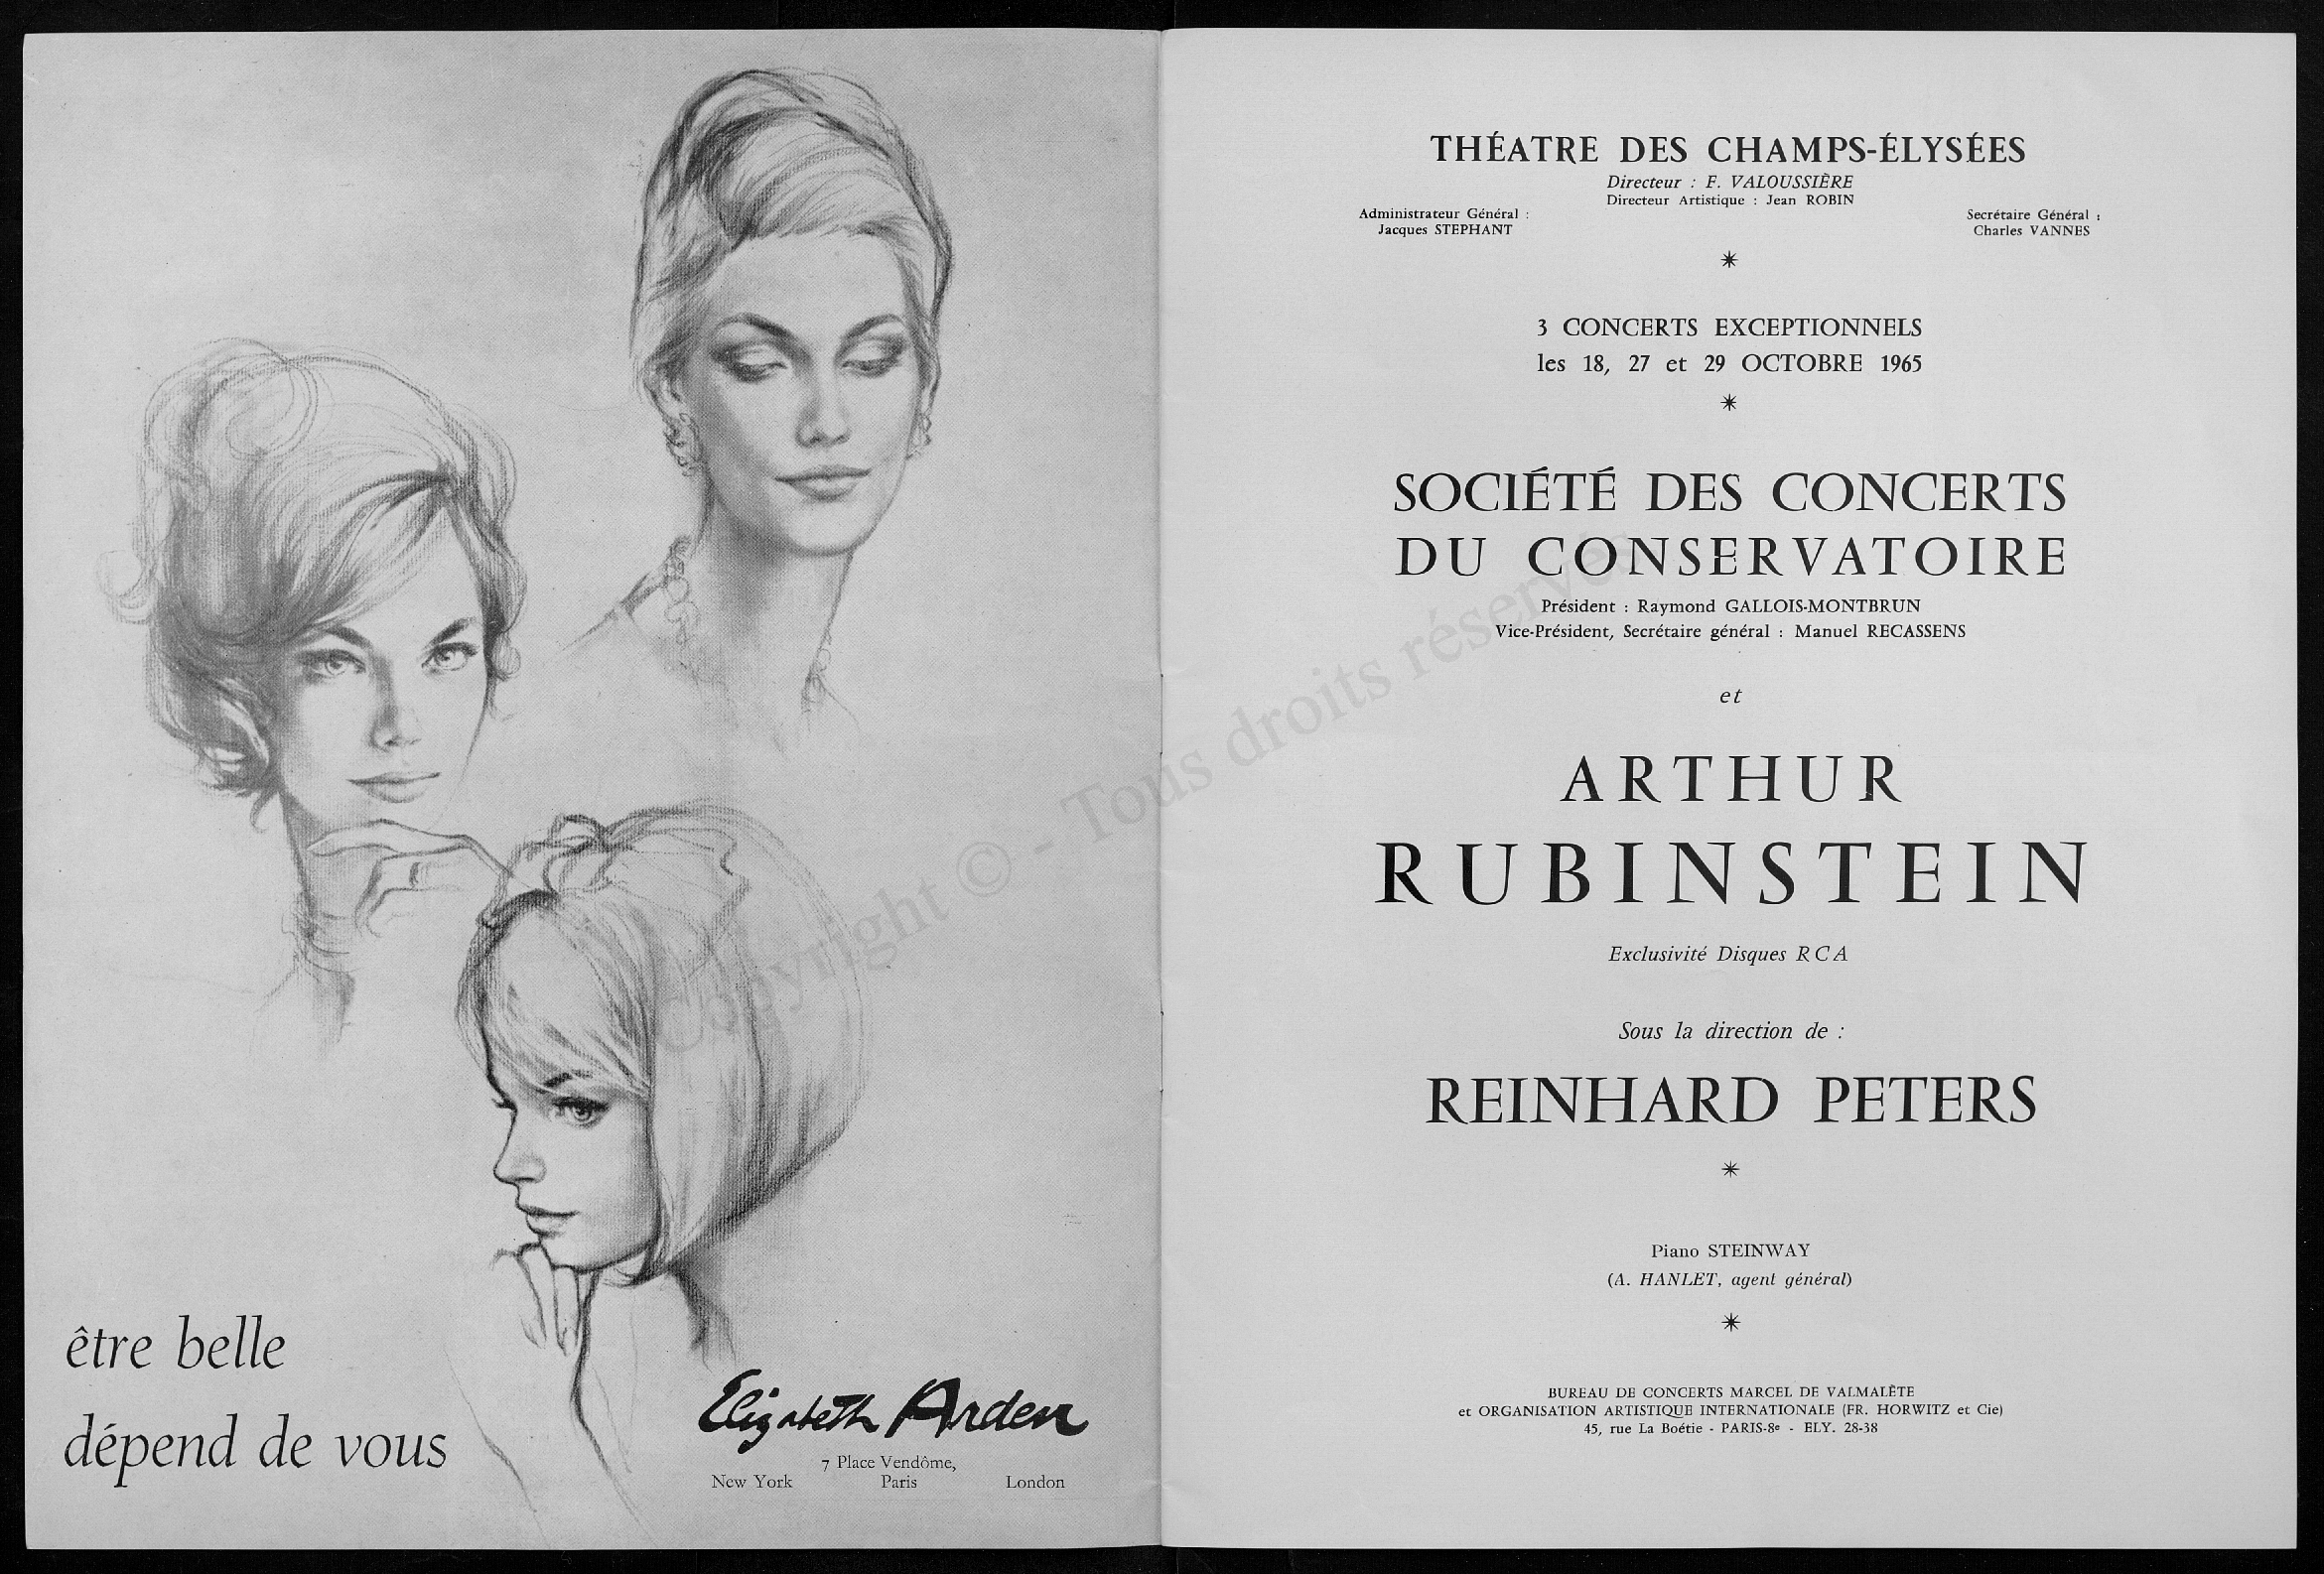 être belle
dépend de vous
Elizabeth Arden
7 Place Vendôme,
New York Paris London
THÉATRE DES CHAMPS-ÉLYSÉES
Directeur : F. VALOUSSIÈRE
Directeur Artistique : Jean ROBIN
Administrateur Général :
Jacques STEPHANT
Secrétaire Général :
Charles VANNES
3 CONCERTS EXCEPTIONNELS
les 18, 27 et 29 OCTOBRE 1965
SOCIÉTÉ DES CONCERTS
DU CONSERVATOIRE
Président : Raymond GALLOIS-MONTBRUN
Vice-Président, Secrétaire général : Manuel RECASSENS
et
ARTHUR
RUBINSTEIN
Exclusivité Disques RCA
Sous la direction de :
REINHARD PETERS
Piano STEINWAY
(A. HANLET, agent général)
BUREAU DE CONCERTS MARCEL DE VALMALÈTE
et ORGANISATION ARTISTIQUE INTERNATIONALE (FR. HORWITZ et Cie)
45, rue La Boétie - PARIS-8e - ELY. 28-38
Copyright © - Tous droits réservés